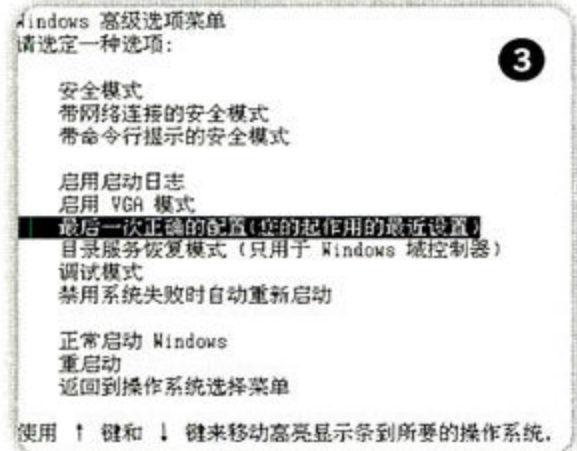 Windows 高级选项菜单
请选定一种选项:
3
安全模式
带网络连接的安全模式
带命令行提示的安全模式
启用启动日志
启用 VGA 模式
最后一次正确的配置(您的起作用的最近设置)
目录服务恢复模式 (只用于 Windows 域控制器)
调试模式
禁用系统失败时自动重新启动
正常启动 Windows
重启动
返回到操作系统选择菜单
使用 ↑ 键和 ↓ 键来移动高亮显示条到所要的操作系统.